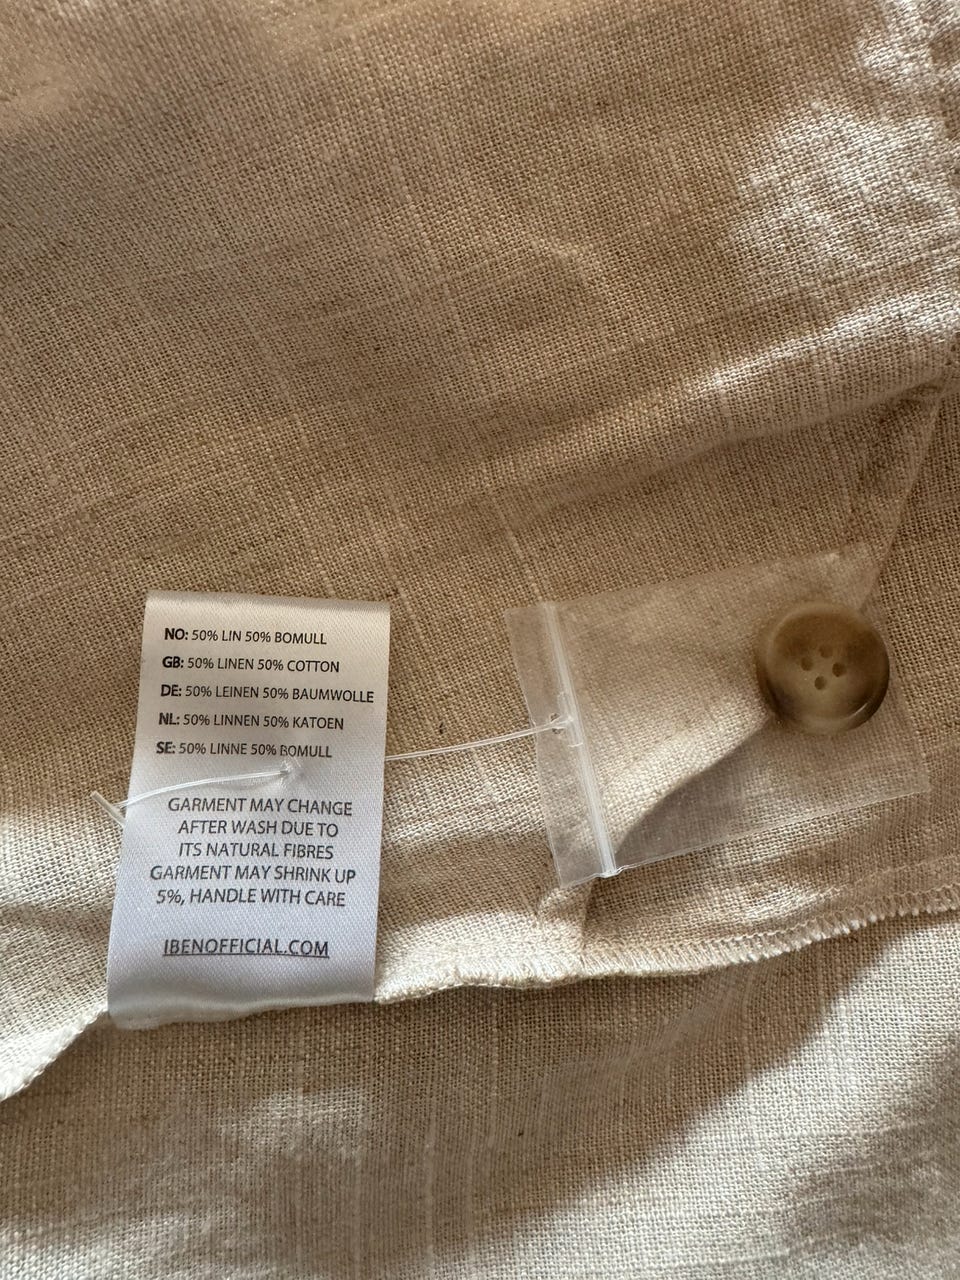 NO: 50% LIN 50% BOMULL
GB: 50% LINEN 50% COTTON
DE: 50% LEINEN 50% BAUMWOLLE
NL: 50% LINNEN 50% KATOEN
SE: 50% LINNE 50% BOMULL
GARMENT MAY CHANGE
AFTER WASH DUE TO
ITS NATURAL FIBRES
GARMENT MAY SHRINK UP
5%, HANDLE WITH CARE
IBENOFFICIAL.COM